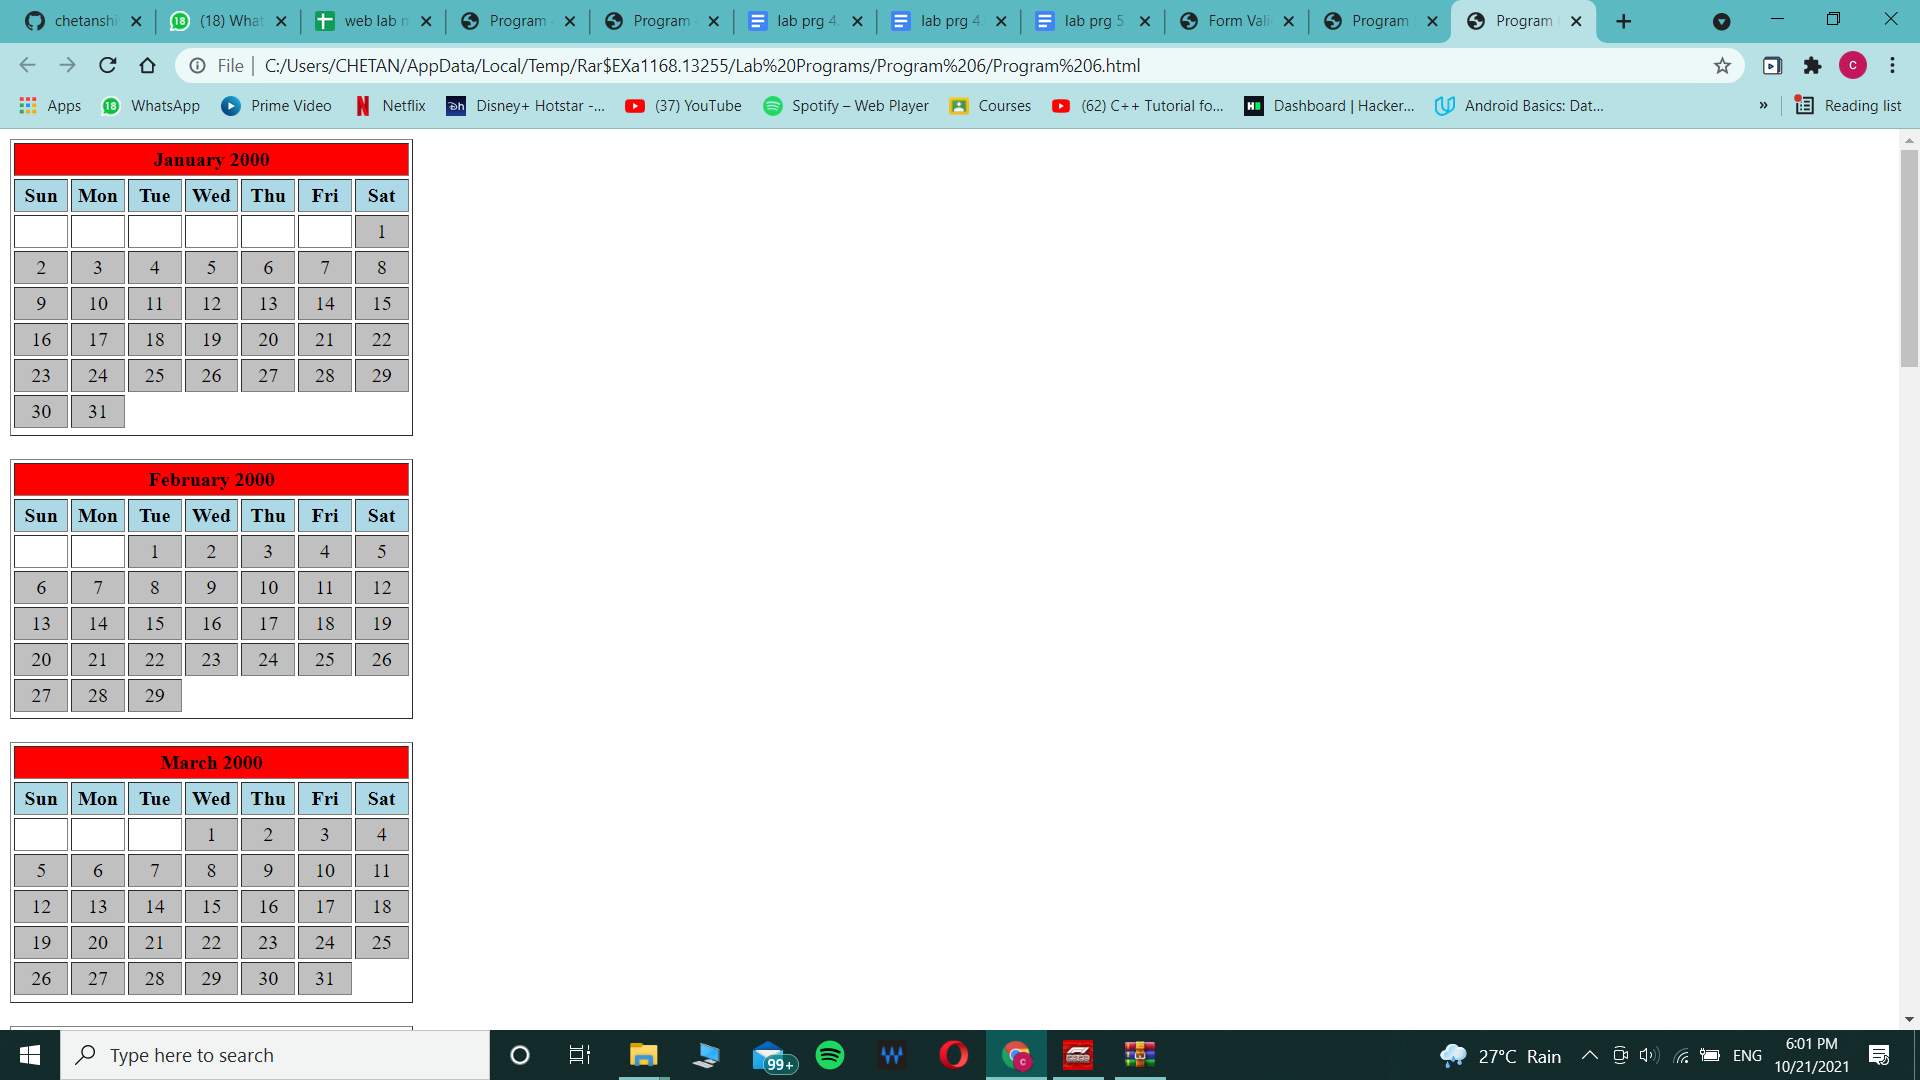 chetanshi (18) What web lab m Program Program lab prg 4. lab prg 4. lab prg 5 Form Vali Program Program
File C:/Users/CHETAN/AppData/Local/Temp/Rar$EXa1168.13255/Lab%20Programs/Program%206/Program%206.html C
Apps 18 WhatsApp Prime Video Netflix Disney+ Hotstar -... (37) YouTube Spotify – Web Player Courses (62) C++ Tutorial fo... Dashboard | Hacker... Android Basics: Dat... » Reading list
January 2000
Sun Mon Tue Wed Thu Fri Sat
1
2 3 4 5 6 7 8
9 10 11 12 13 14 15
16 17 18 19 20 21 22
23 24 25 26 27 28 29
30 31
February 2000
Sun Mon Tue Wed Thu Fri Sat
1 2 3 4 5
6 7 8 9 10 11 12
13 14 15 16 17 18 19
20 21 22 23 24 25 26
27 28 29
March 2000
Sun Mon Tue Wed Thu Fri Sat
1 2 3 4
5 6 7 8 9 10 11
12 13 14 15 16 17 18
19 20 21 22 23 24 25
26 27 28 29 30 31
Type here to search 99+ 27°C Rain ENG 6:01 PM
10/21/2021